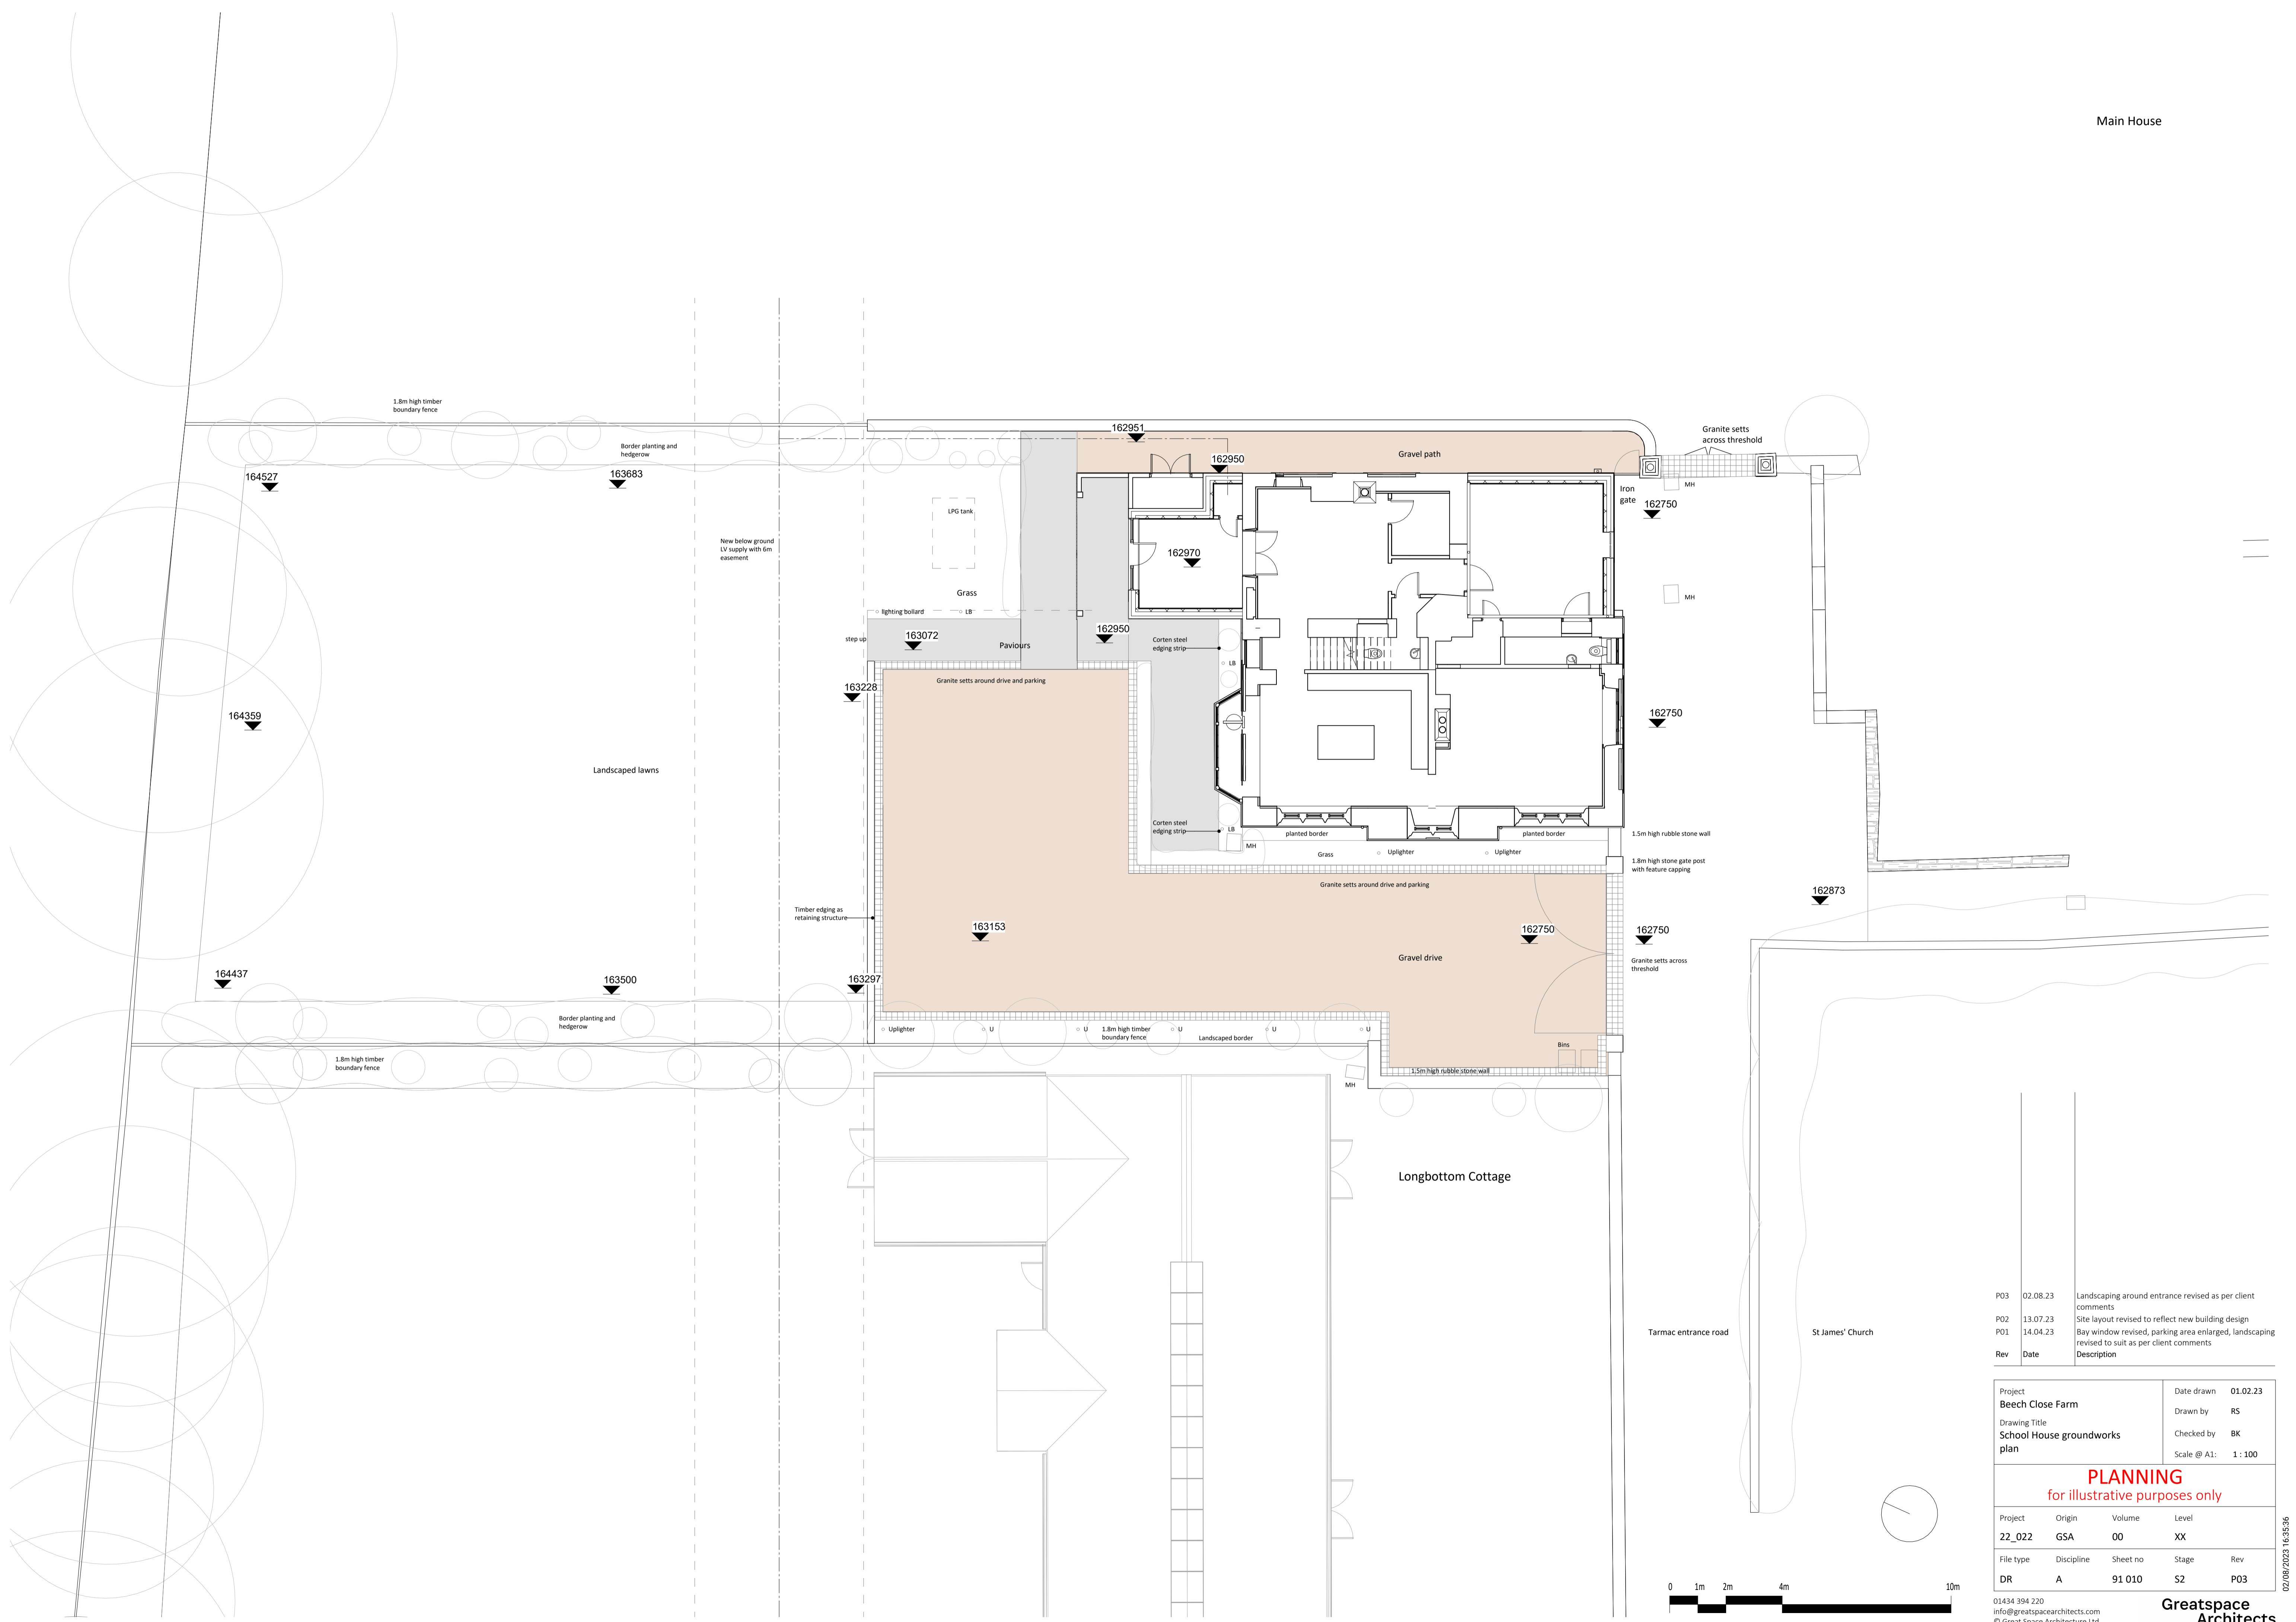 Main House
1.8m high timber
boundary fence
Border planting and
hedgerow
164527
163683
162951
162950
Gravel path
Granite setts
across threshold
MH
Iron
gate
162750
LPG tank
New below ground
LV supply with 6m
easement
162970
Grass
MH
lighting bollard
LB
step up
163072
Paviours
162950
Corten steel
edging strip
LB
Granite setts around drive and parking
163228
164359
162750
Landscaped lawns
Corten steel
edging strip
LB
MH
planted border
planted border
1.5m high rubble stone wall
Grass
Uplighter
Uplighter
1.8m high stone gate post
with feature capping
Granite setts around drive and parking
162873
Timber edging as
retaining structure
163153
162750
162750
Gravel drive
Granite setts across
threshold
164437
163500
163297
Border planting and
hedgerow
Uplighter
U
U
1.8m high timber
boundary fence
U
Landscaped border
U
U
Bins
1.8m high timber
boundary fence
1.5m high rubble stone wall
MH
Longbottom Cottage
Tarmac entrance road
St James' Church
P03 02.08.23 Landscaping around entrance revised as per client
comments
P02 13.07.23 Site layout revised to reflect new building design
P01 14.04.23 Bay window revised, parking area enlarged, landscaping
revised to suit as per client comments
Rev Date Description
Project
Beech Close Farm
Drawing Title
School House groundworks
plan
Date drawn 01.02.23
Drawn by RS
Checked by BK
Scale @ A1: 1 : 100
PLANNING
for illustrative purposes only
Project Origin Volume Level
22_022 GSA 00 XX
File type Discipline Sheet no Stage Rev
DR A 91 010 S2 P03
01434 394 220
info@greatspacearchitects.com
© Great Space Architecture Ltd
Greatspace
Architects
02/08/2023 16:35:36
0 1m 2m 4m 10m